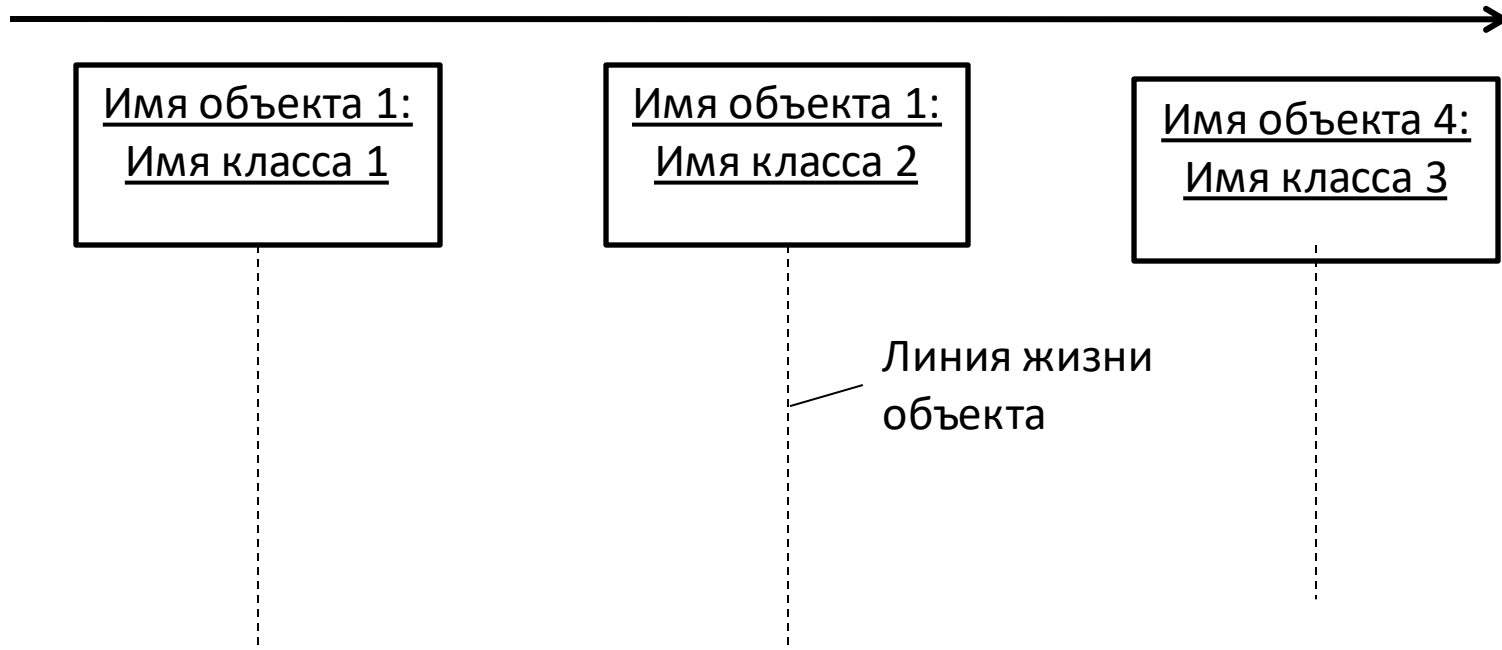 Имя объекта 1:
Имя класса 1
Имя объекта 1:
Имя класса 2
Имя объекта 4:
Имя класса 3
Линия жизни
объекта